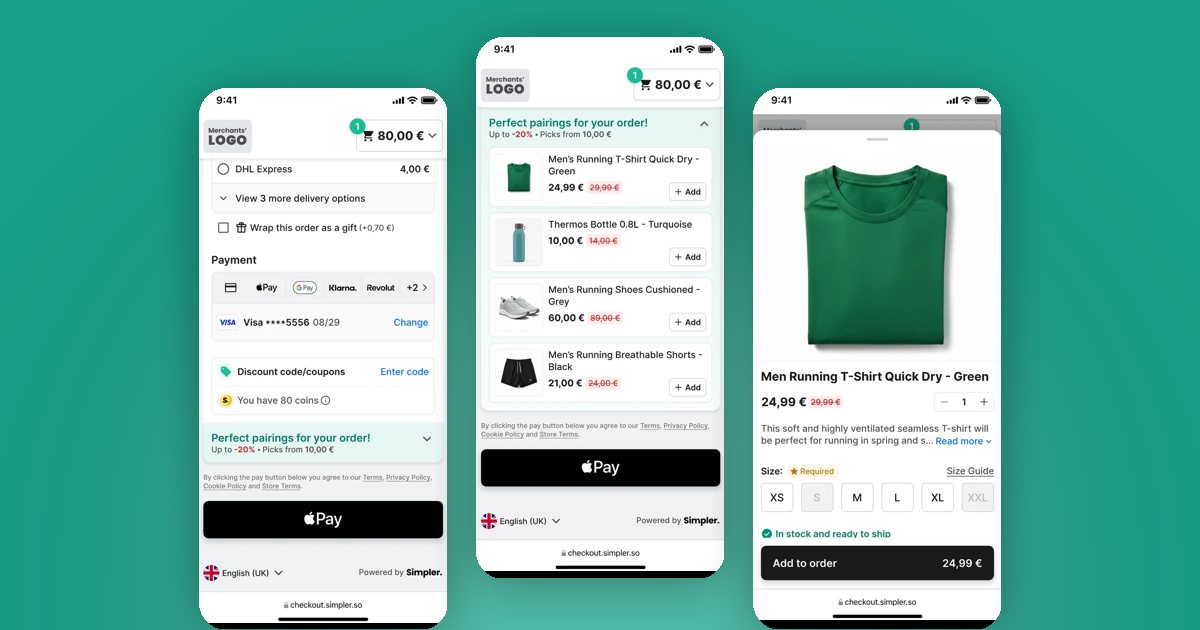 9:41
Merchants'
LOGO
1
80,00 €
DHL Express 4,00 €
View 3 more delivery options
Wrap this order as a gift (+0,70 €)
Payment
Pay G Pay Klarna. Revolut +2
VISA Visa ****5556 08/29 Change
Discount code/coupons Enter code
S. You have 80 coins
Perfect pairings for your order!
Up to -20% • Picks from 10,00 €
By clicking the pay button below you agree to our Terms, Privacy Policy,
Cookie Policy and Store Terms.
Pay
English (UK) Powered by Simpler.
checkout.simpler.so
9:41
Merchants'
LOGO
1
80,00 €
Perfect pairings for your order!
Up to -20% • Picks from 10,00 €
Men's Running T-Shirt Quick Dry -
Green
24,99 € 29,99 €
+ Add
Thermos Bottle 0.8L - Turquoise
10,00 € 14,00 €
+ Add
Men's Running Shoes Cushioned -
Grey
60,00 € 89,00 €
+ Add
Men's Running Breathable Shorts -
Black
21,00 € 24,00 €
+ Add
By clicking the pay button below you agree to our Terms, Privacy Policy,
Cookie Policy and Store Terms.
Pay
English (UK) Powered by Simpler.
checkout.simpler.so
9:41
Merchants'
1
Men Running T-Shirt Quick Dry - Green
24,99 € 29,99 €
− 1 +
This soft and highly ventilated seamless T-shirt will
be perfect for running in spring and s... Read more
Size: Required Size Guide
XS S M L XL XXL
In stock and ready to ship
Add to order 24,99 €
checkout.simpler.so